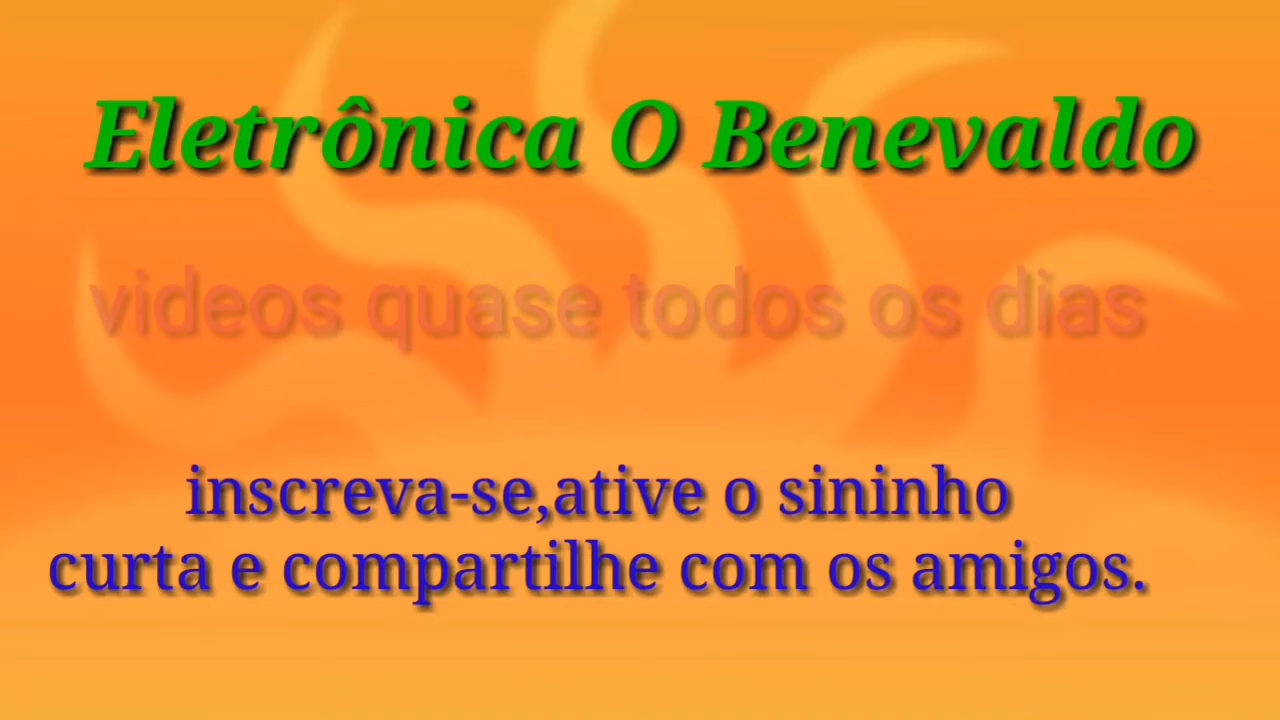 Eletrônica O Benevaldo
videos quase todos os dias
inscreva-se,ative o sininho
curta e compartilhe com os amigos.